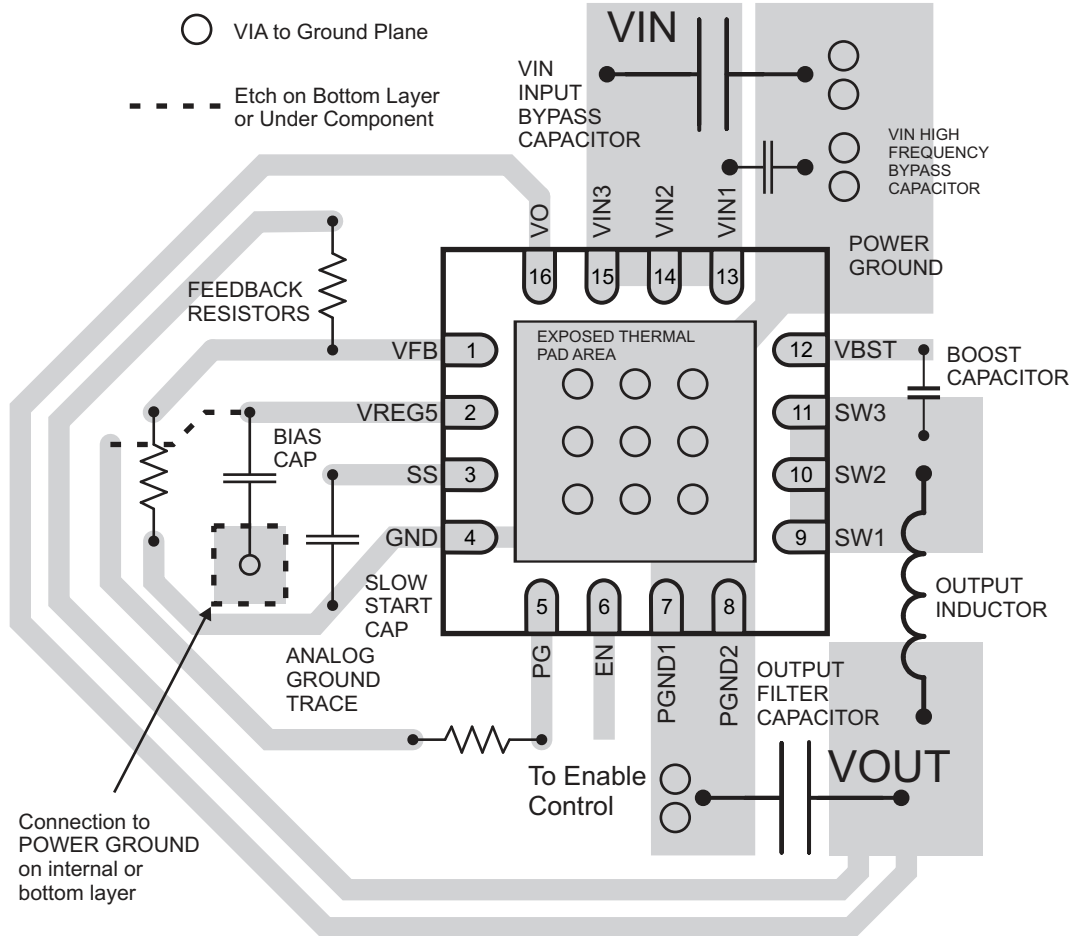 VIA to Ground Plane
Etch on Bottom Layer
or Under Component
VIN
VIN
INPUT
BYPASS
CAPACITOR
VIN HIGH
FREQUENCY
BYPASS
CAPACITOR
POWER
GROUND
VO
VIN3
VIN2
VIN1
16
15
14
13
FEEDBACK
RESISTORS
EXPOSED THERMAL
PAD AREA
VFB
1
VREG5
2
SS
3
GND
4
12
VBST
11
SW3
10
SW2
9
SW1
BOOST
CAPACITOR
BIAS
CAP
SLOW
START
CAP
ANALOG
GROUND
TRACE
OUTPUT
INDUCTOR
5
6
7
8
PG
EN
PGND1
PGND2
OUTPUT
FILTER
CAPACITOR
VOUT
To Enable
Control
Connection to
POWER GROUND
on internal or
bottom layer